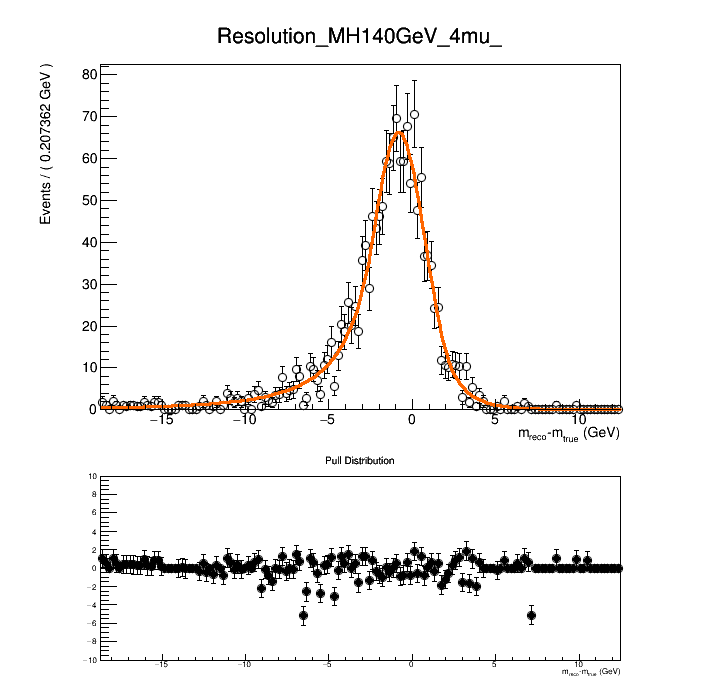 Resolution_MH140GeV_4mu_
Events / ( 0.207362 GeV )
80
70
60
50
40
30
20
10
0
−15 −10 −5 0 5 10
m_reco-m_true (GeV)
Pull Distribution
10
8
6
4
2
0
−2
−4
−6
−8
−10
−15 −10 −5 0 5 10
m_reco-m_true (GeV)